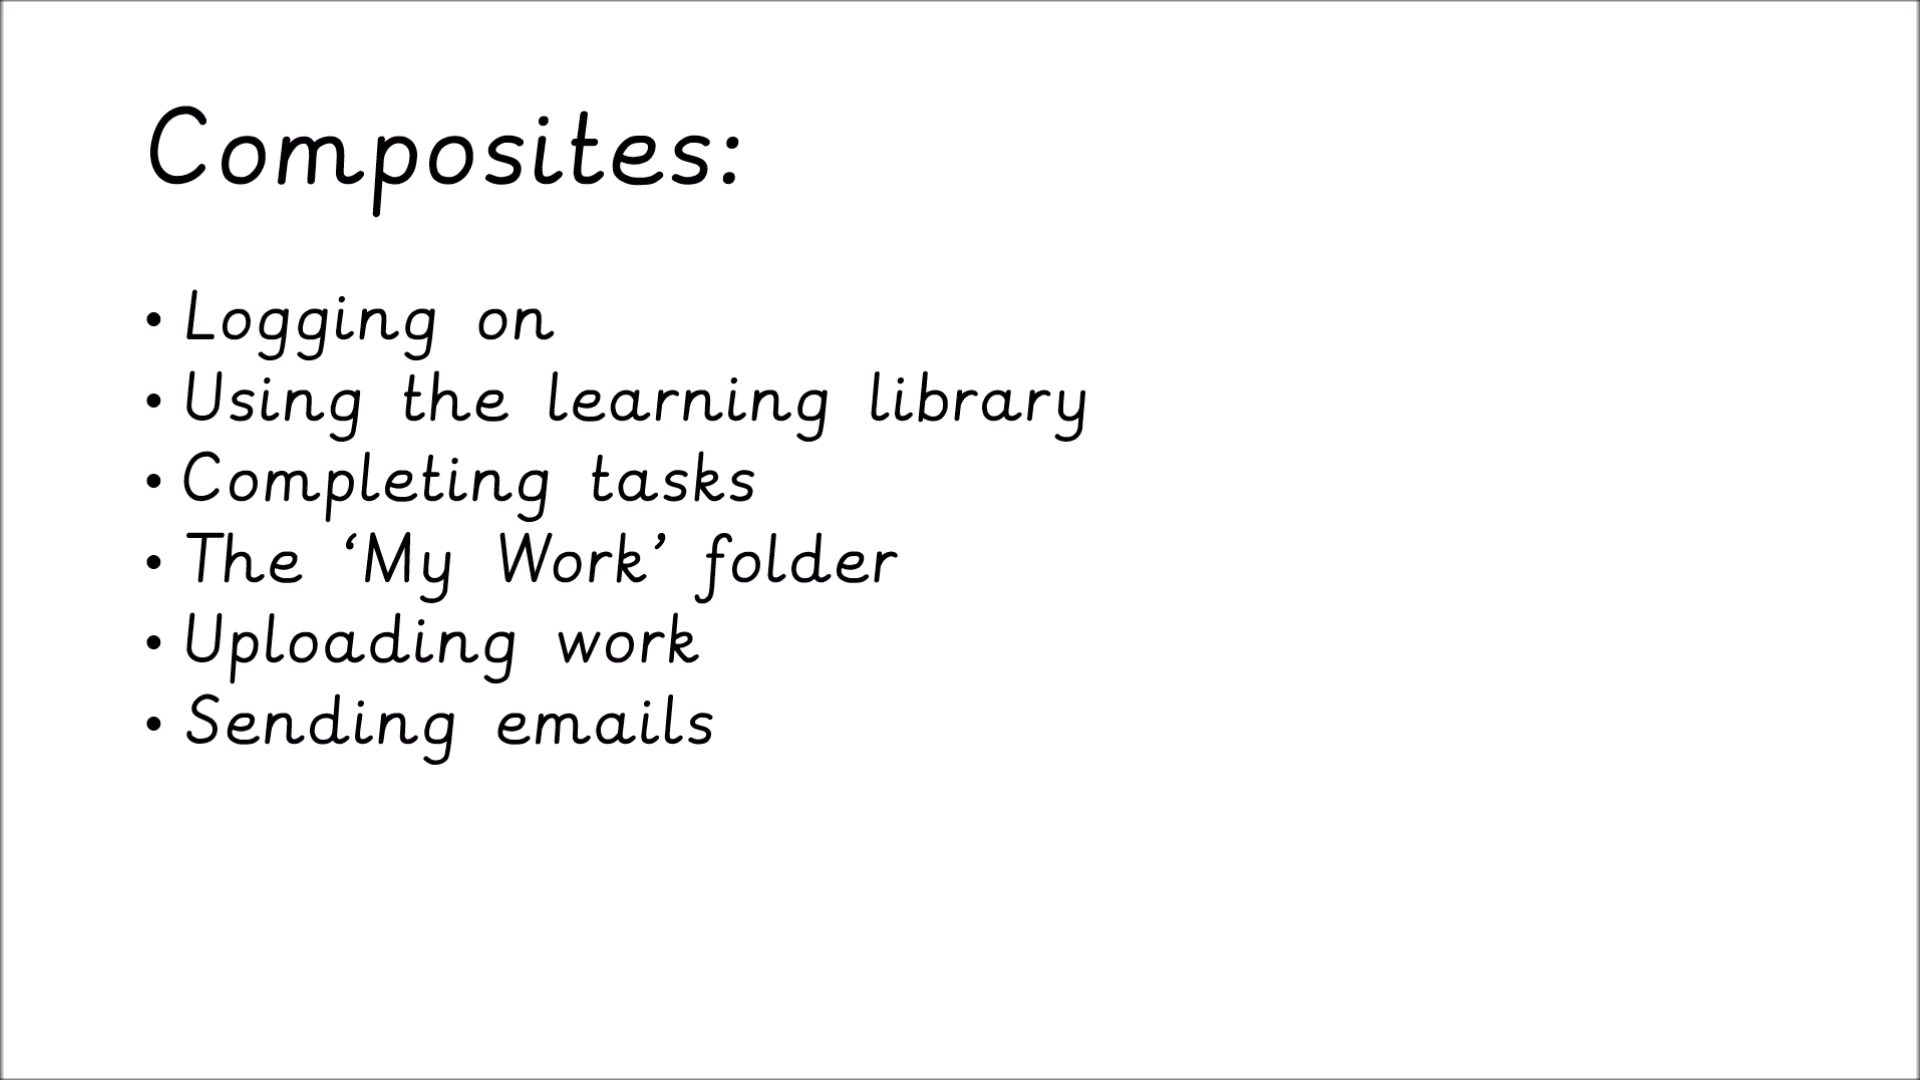 Composites:
• Logging on
• Using the learning library
• Completing tasks
• The ‘My Work’ folder
• Uploading work
• Sending emails